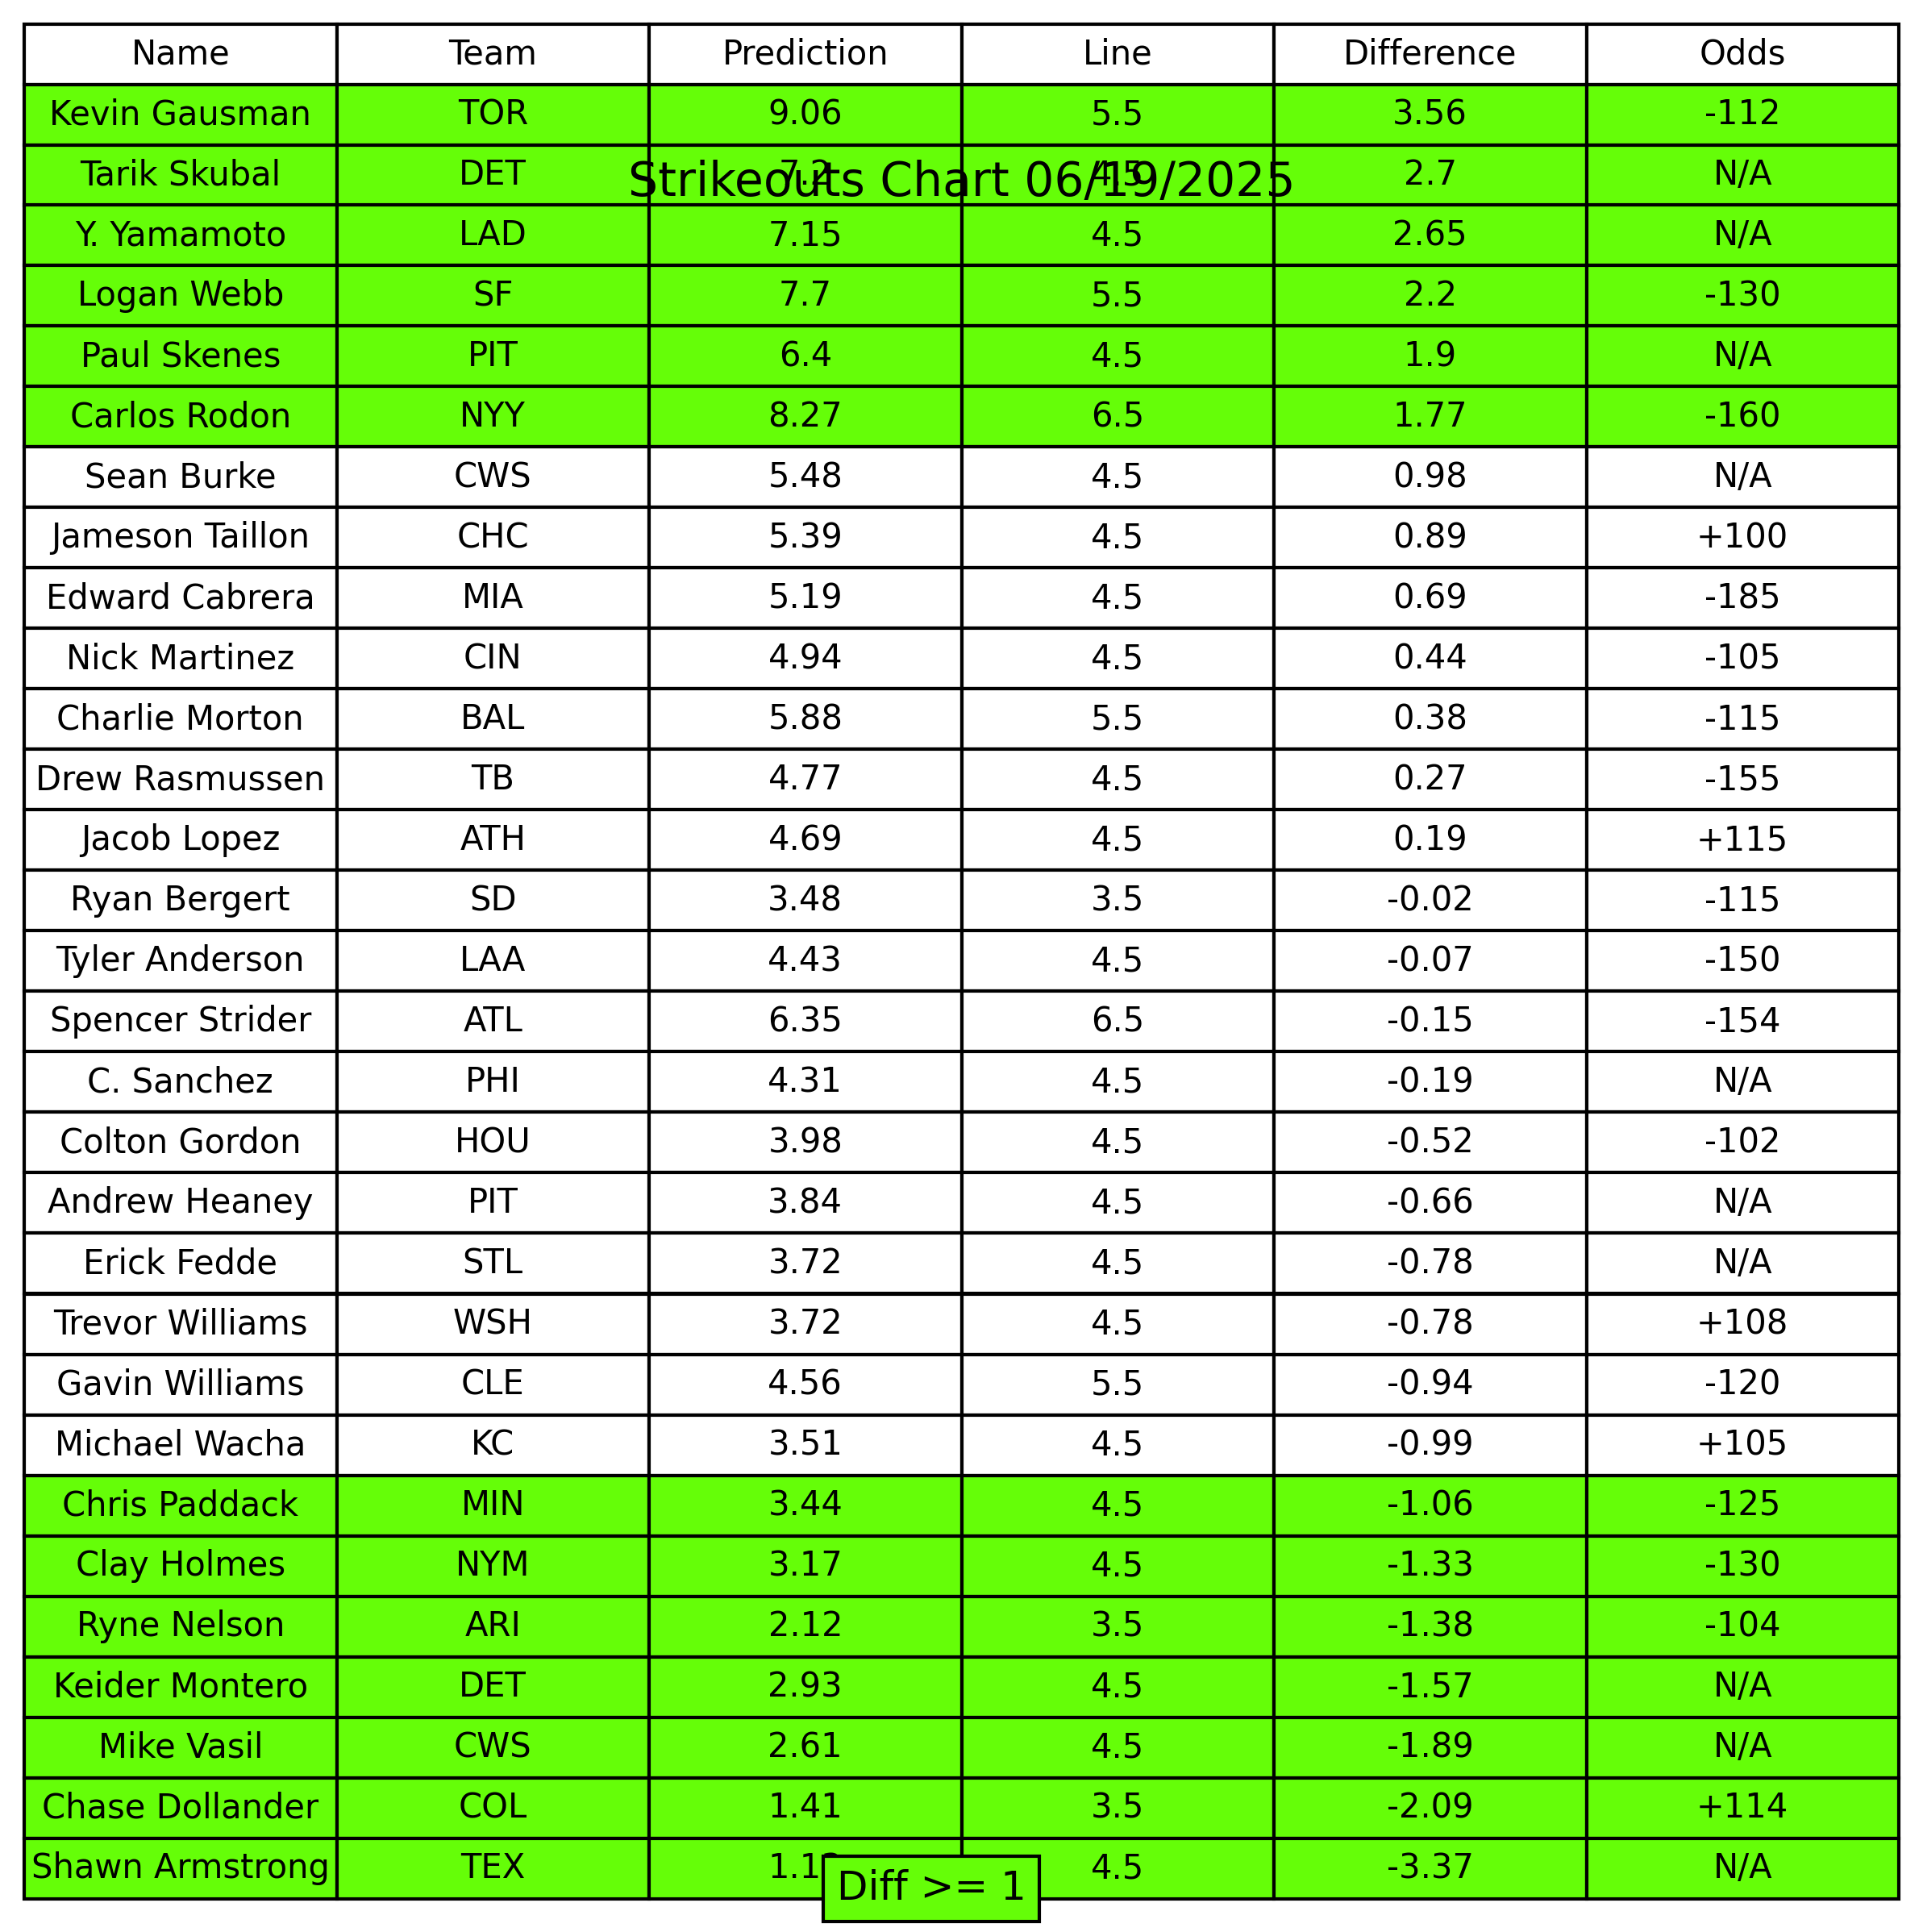 Name Team Prediction Line Difference Odds
Kevin Gausman TOR 9.06 5.5 3.56 -112
Tarik Skubal DET 7.2 4.5 2.7 N/A
Strikeouts Chart 06/19/2025
Y. Yamamoto LAD 7.15 4.5 2.65 N/A
Logan Webb SF 7.7 5.5 2.2 -130
Paul Skenes PIT 6.4 4.5 1.9 N/A
Carlos Rodon NYY 8.27 6.5 1.77 -160
Sean Burke CWS 5.48 4.5 0.98 N/A
Jameson Taillon CHC 5.39 4.5 0.89 +100
Edward Cabrera MIA 5.19 4.5 0.69 -185
Nick Martinez CIN 4.94 4.5 0.44 -105
Charlie Morton BAL 5.88 5.5 0.38 -115
Drew Rasmussen TB 4.77 4.5 0.27 -155
Jacob Lopez ATH 4.69 4.5 0.19 +115
Ryan Bergert SD 3.48 3.5 -0.02 -115
Tyler Anderson LAA 4.43 4.5 -0.07 -150
Spencer Strider ATL 6.35 6.5 -0.15 -154
C. Sanchez PHI 4.31 4.5 -0.19 N/A
Colton Gordon HOU 3.98 4.5 -0.52 -102
Andrew Heaney PIT 3.84 4.5 -0.66 N/A
Erick Fedde STL 3.72 4.5 -0.78 N/A
Trevor Williams WSH 3.72 4.5 -0.78 +108
Gavin Williams CLE 4.56 5.5 -0.94 -120
Michael Wacha KC 3.51 4.5 -0.99 +105
Chris Paddack MIN 3.44 4.5 -1.06 -125
Clay Holmes NYM 3.17 4.5 -1.33 -130
Ryne Nelson ARI 2.12 3.5 -1.38 -104
Keider Montero DET 2.93 4.5 -1.57 N/A
Mike Vasil CWS 2.61 4.5 -1.89 N/A
Chase Dollander COL 1.41 3.5 -2.09 +114
Shawn Armstrong TEX 4.5 -3.37 N/A
Diff >= 1